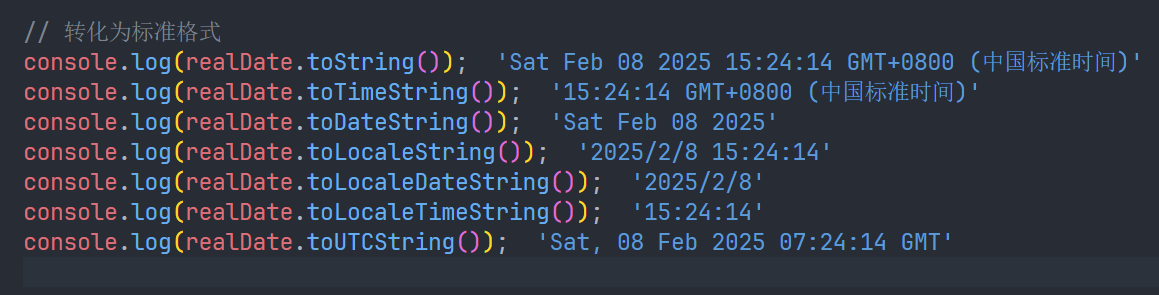 // 转化为标准格式
console.log(realDate.toString());  'Sat Feb 08 2025 15:24:14 GMT+0800 (中国标准时间)'
console.log(realDate.toTimeString());  '15:24:14 GMT+0800 (中国标准时间)'
console.log(realDate.toDateString());  'Sat Feb 08 2025'
console.log(realDate.toLocaleString());  '2025/2/8 15:24:14'
console.log(realDate.toLocaleDateString());  '2025/2/8'
console.log(realDate.toLocaleTimeString());  '15:24:14'
console.log(realDate.toUTCString());  'Sat, 08 Feb 2025 07:24:14 GMT'